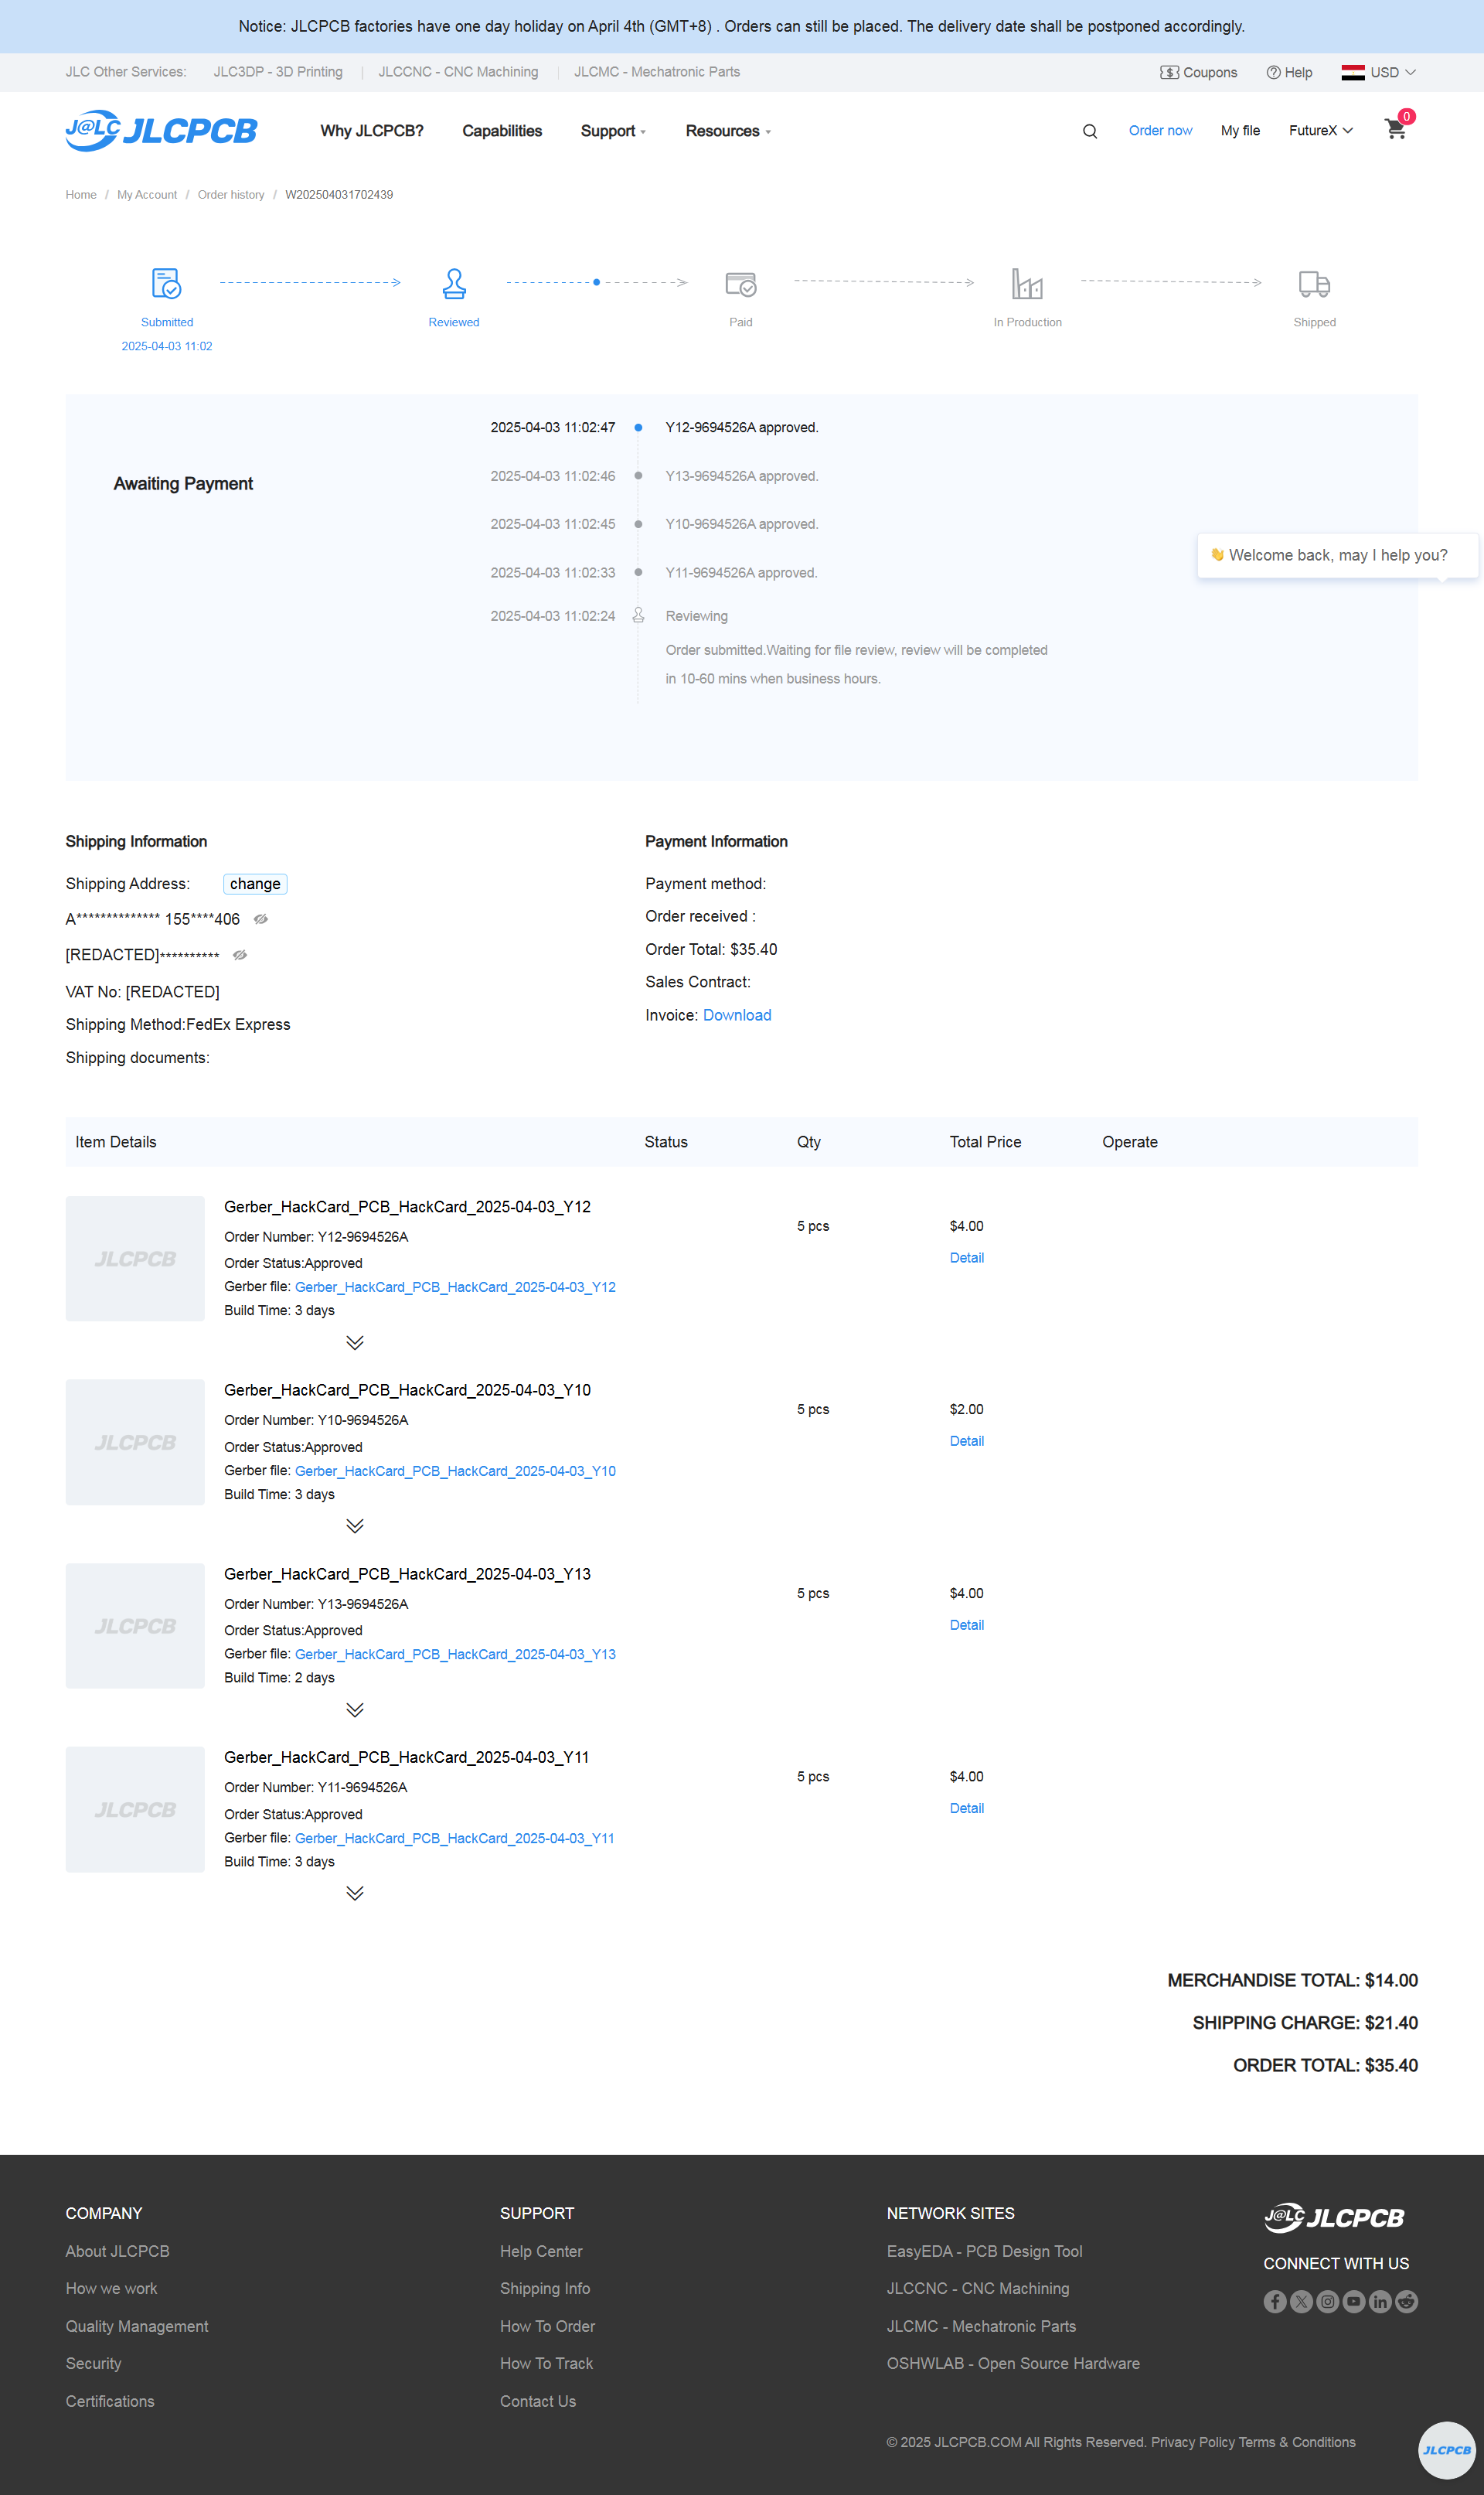 Notice: JLCPCB factories have one day holiday on April 4th (GMT+8) . Orders can still be placed. The delivery date shall be postponed accordingly.
JLC Other Services: JLC3DP - 3D Printing JLCCNC - CNC Machining JLCMC - Mechatronic Parts Coupons Help USD
J@LC JLCPCB Why JLCPCB? Capabilities Support Resources Order now My file FutureX 0
Home / My Account / Order history / W202504031702439
Submitted Reviewed Paid In Production Shipped
2025-04-03 11:02
2025-04-03 11:02:47 Y12-9694526A approved.
2025-04-03 11:02:46 Y13-9694526A approved.
Awaiting Payment
2025-04-03 11:02:45 Y10-9694526A approved.
👋 Welcome back, may I help you?
2025-04-03 11:02:33 Y11-9694526A approved.
2025-04-03 11:02:24 Reviewing
Order submitted.Waiting for file review, review will be completed
in 10-60 mins when business hours.
Shipping Information
Shipping Address: change
A************** 155****406
[REDACTED]**********
VAT No: [REDACTED]
Shipping Method:FedEx Express
Shipping documents:
Payment Information
Payment method:
Order received :
Order Total: $35.40
Sales Contract:
Invoice: Download
Item Details Status Qty Total Price Operate
JLCPCB
Gerber_HackCard_PCB_HackCard_2025-04-03_Y12
Order Number: Y12-9694526A
Order Status:Approved
Gerber file: Gerber_HackCard_PCB_HackCard_2025-04-03_Y12
Build Time: 3 days
5 pcs
$4.00
Detail
JLCPCB
Gerber_HackCard_PCB_HackCard_2025-04-03_Y10
Order Number: Y10-9694526A
Order Status:Approved
Gerber file: Gerber_HackCard_PCB_HackCard_2025-04-03_Y10
Build Time: 3 days
5 pcs
$2.00
Detail
JLCPCB
Gerber_HackCard_PCB_HackCard_2025-04-03_Y13
Order Number: Y13-9694526A
Order Status:Approved
Gerber file: Gerber_HackCard_PCB_HackCard_2025-04-03_Y13
Build Time: 2 days
5 pcs
$4.00
Detail
JLCPCB
Gerber_HackCard_PCB_HackCard_2025-04-03_Y11
Order Number: Y11-9694526A
Order Status:Approved
Gerber file: Gerber_HackCard_PCB_HackCard_2025-04-03_Y11
Build Time: 3 days
5 pcs
$4.00
Detail
MERCHANDISE TOTAL: $14.00
SHIPPING CHARGE: $21.40
ORDER TOTAL: $35.40
COMPANY
About JLCPCB
How we work
Quality Management
Security
Certifications
SUPPORT
Help Center
Shipping Info
How To Order
How To Track
Contact Us
NETWORK SITES
EasyEDA - PCB Design Tool
JLCCNC - CNC Machining
JLCMC - Mechatronic Parts
OSHWLAB - Open Source Hardware
J@LC JLCPCB
CONNECT WITH US
© 2025 JLCPCB.COM All Rights Reserved. Privacy Policy Terms & Conditions
JLCPCB